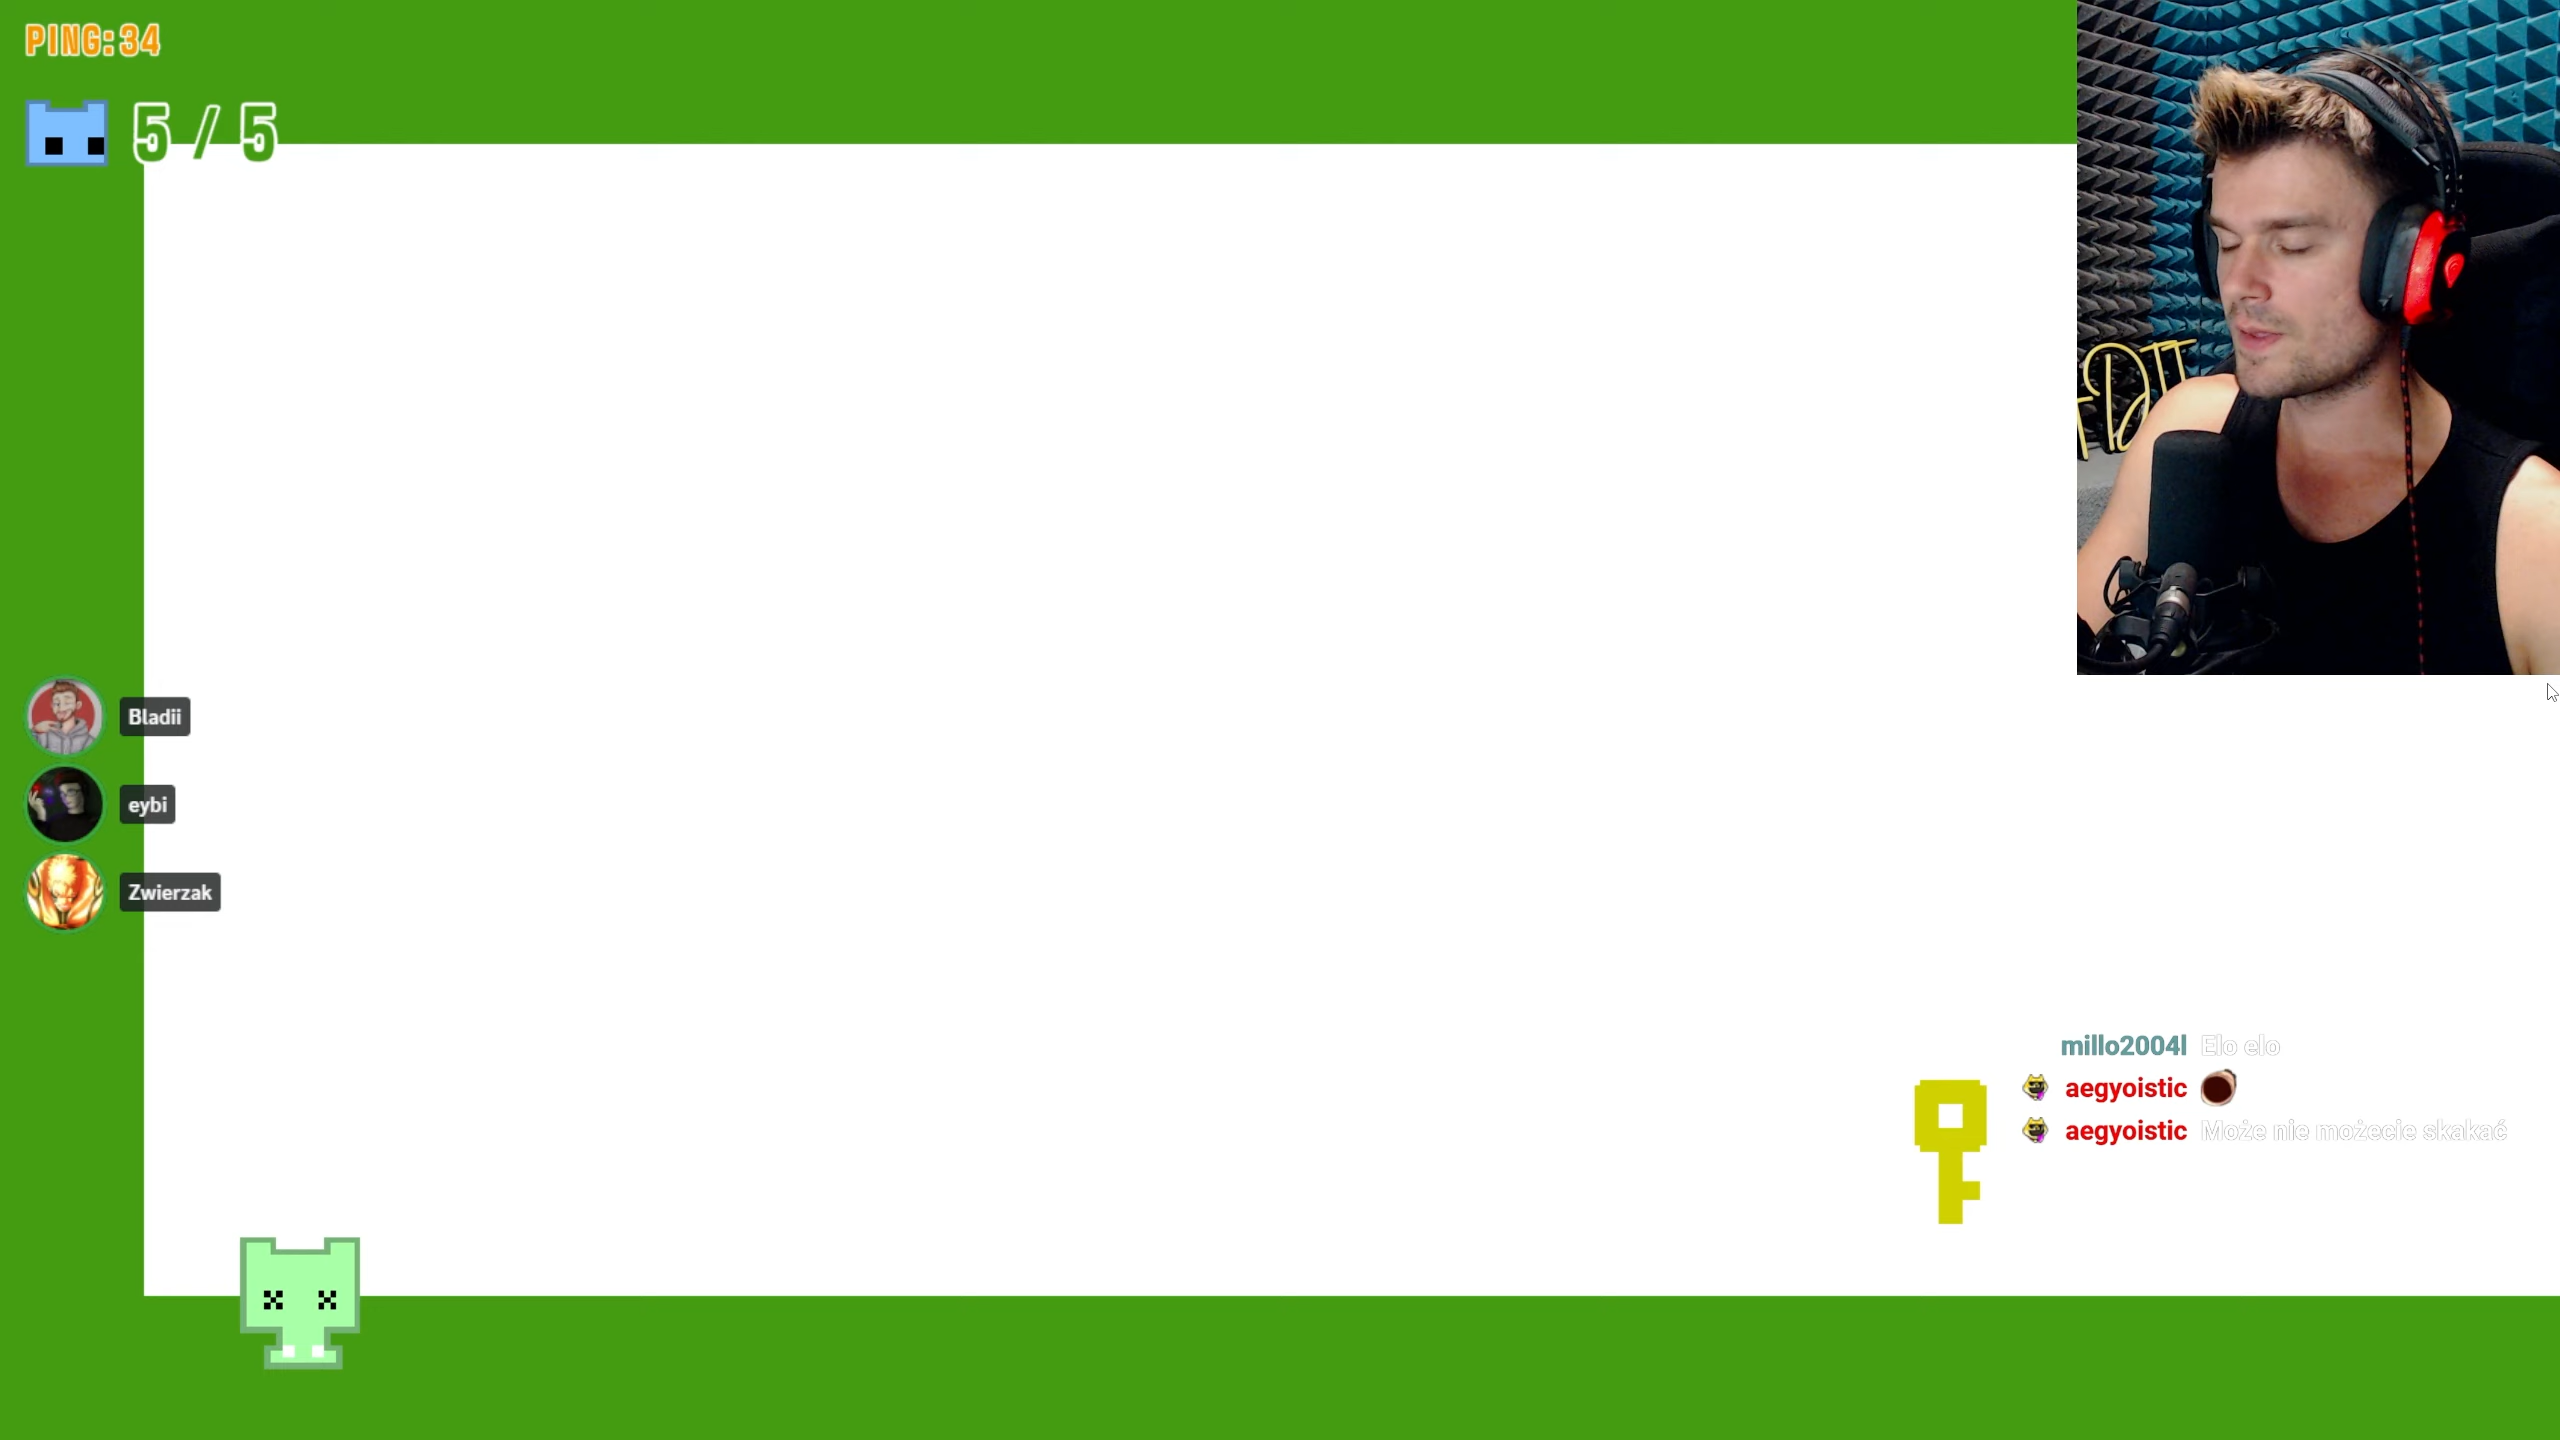 PING:34
5 / 5
Bladii
eybi
Zwierzak
millo2004l Elo elo
aegyoistic
aegyoistic Może nie możecie skakać